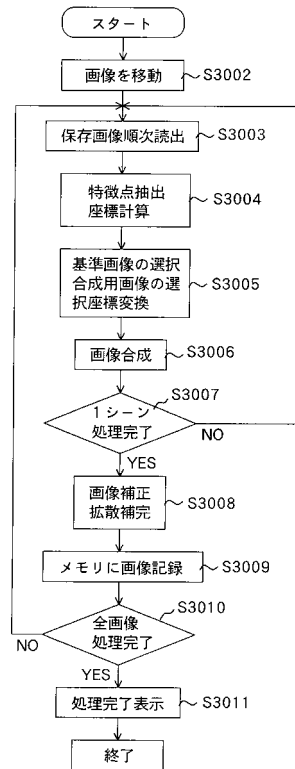 スタート
画像を移動
S3002
保存画像順次読出
S3003
特徴点抽出
座標計算
S3004
基準画像の選択
合成用画像の選
択座標変換
S3005
画像合成
S3006
S3007
1シーン
処理完了
NO
YES
画像補正
拡散補完
S3008
メモリに画像記録
S3009
S3010
全画像
処理完了
NO
YES
処理完了表示
S3011
終了